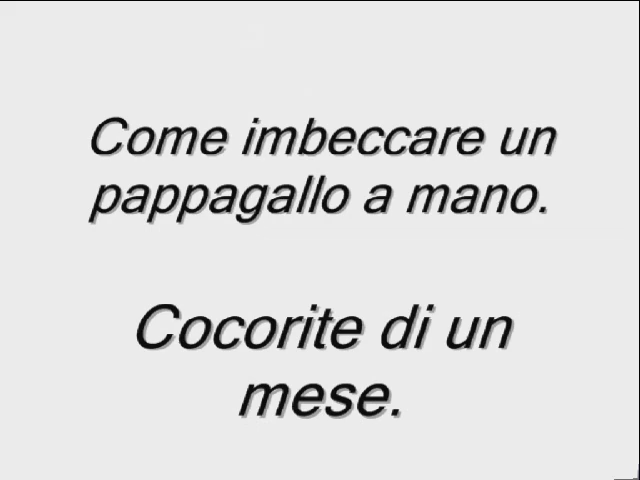 Come imbeccare un
pappagallo a mano.
Cocorite di un
mese.